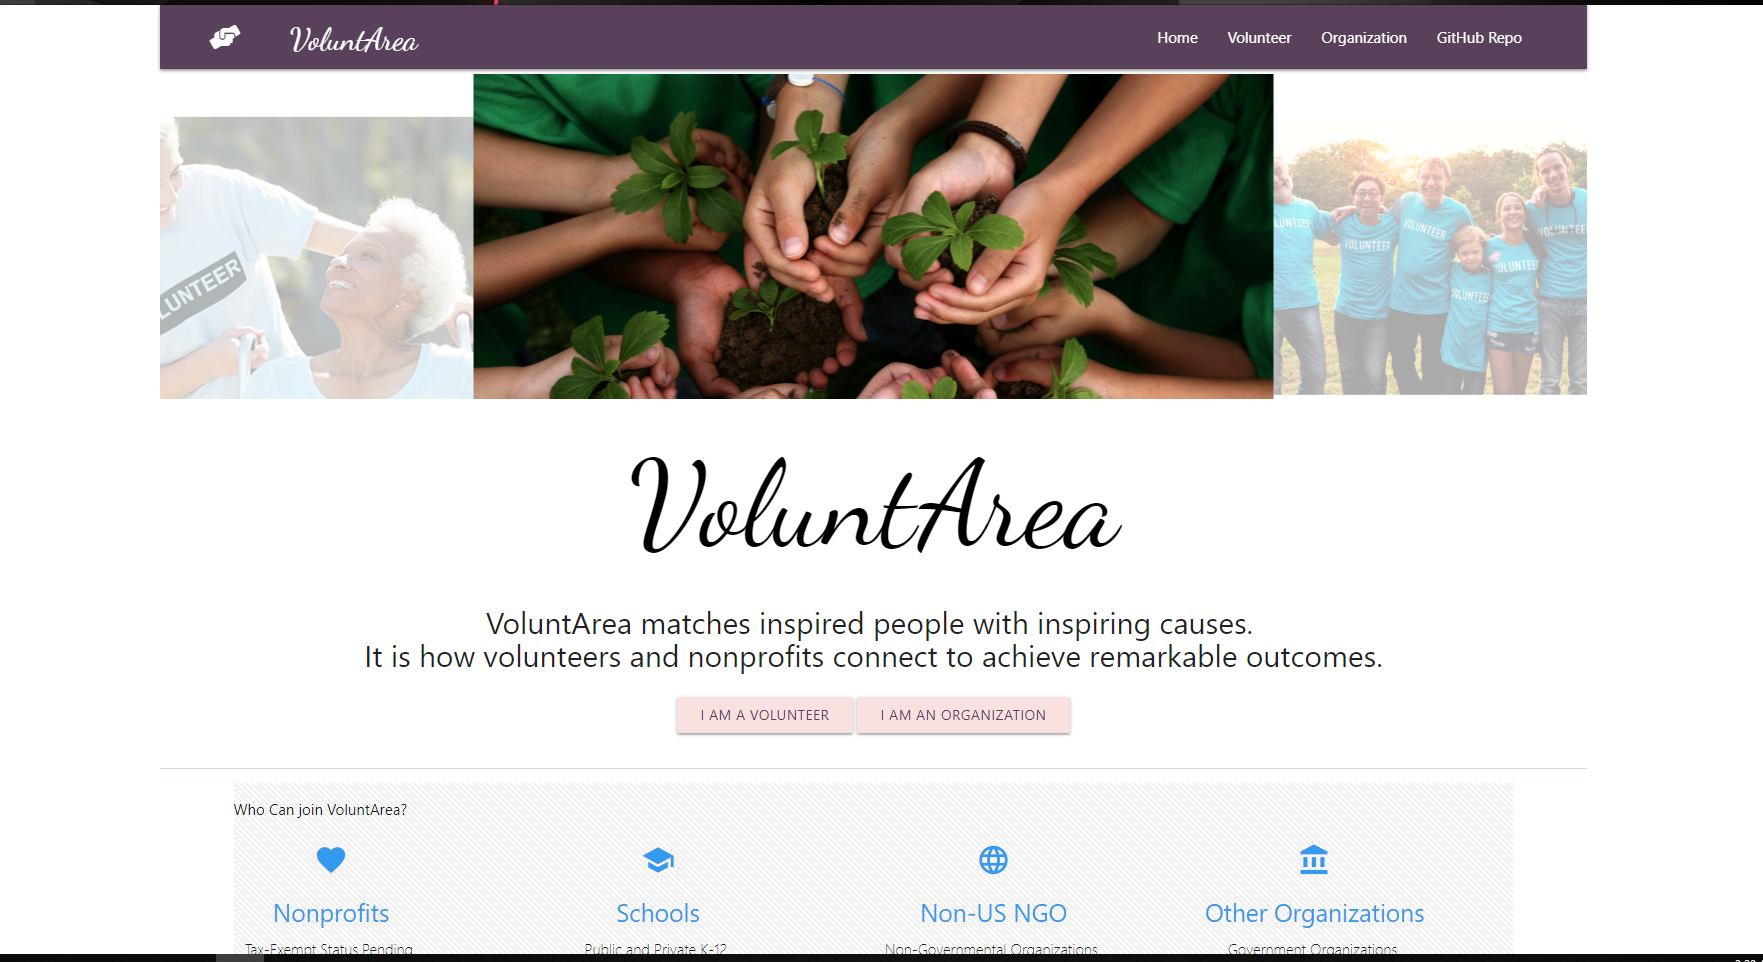 VoluntArea
Home Volunteer Organization GitHub Repo
VOLUNTEER
VOLUNTEER
VOLUNTEER
VoluntArea
VoluntArea matches inspired people with inspiring causes.
It is how volunteers and nonprofits connect to achieve remarkable outcomes.
I AM A VOLUNTEER I AM AN ORGANIZATION
Who Can join VoluntArea?
Nonprofits Schools Non-US NGO Other Organizations
Tax-Exempt Status Pending Public and Private K-12 Non-Governmental Organizations Government Organizations